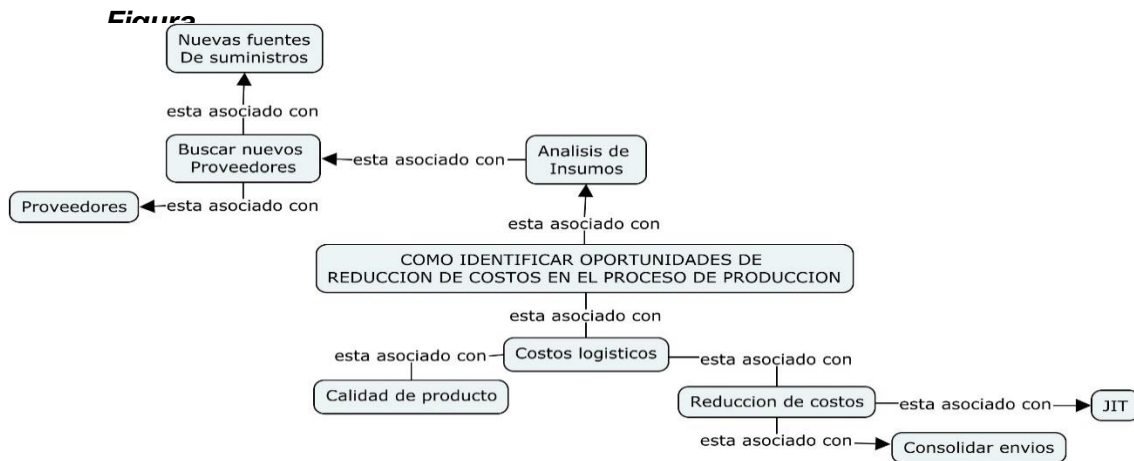 Figura
Nuevas fuentes
De suministros
esta asociado con
Buscar nuevos
Proveedores
esta asociado con
Analisis de
Insumos
Proveedores
esta asociado con
esta asociado con
COMO IDENTIFICAR OPORTUNIDADES DE
REDUCCION DE COSTOS EN EL PROCESO DE PRODUCCION
esta asociado con
esta asociado con
Costos logisticos
esta asociado con
Calidad de producto
Reduccion de costos
esta asociado con
JIT
esta asociado con
Consolidar envios